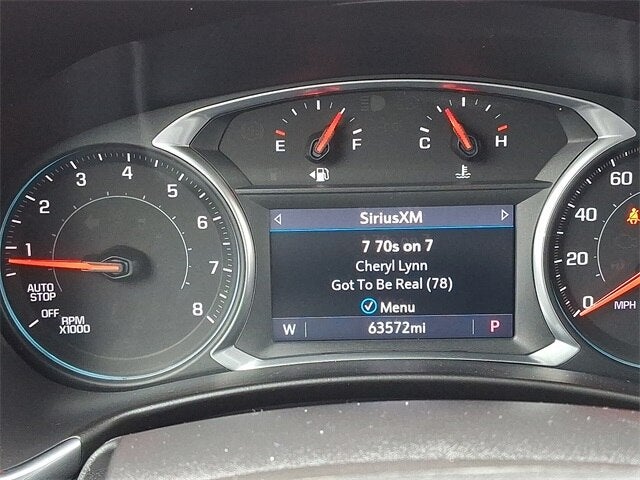 1
2
3
4
5
6
7
8
AUTO
STOP
OFF
RPM
X1000
E F
C H
SiriusXM
7 70s on 7
Cheryl Lynn
Got To Be Real (78)
Menu
W 63572mi P
60
40
20
0
MPH